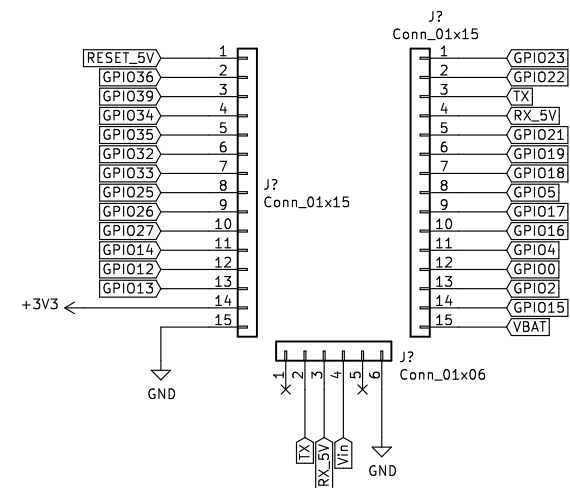 J?
Conn_01x15
RESET_5V 1
GPIO36 2
GPIO39 3
GPIO34 4
GPIO35 5
GPIO32 6
GPIO33 7
GPIO25 8
GPIO26 9
GPIO27 10
GPIO14 11
GPIO12 12
GPIO13 13
+3V3 14
15
GND
J?
Conn_01x15
1 GPIO23
2 GPIO22
3 TX
4 RX_5V
5 GPIO21
6 GPIO19
7 GPIO18
8 GPIO5
9 GPIO17
10 GPIO16
11 GPIO4
12 GPIO0
13 GPIO2
14 GPIO15
15 VBAT
J?
Conn_01x06
1
2
3
4
5
6
TX
RX_5V
Vin
GND